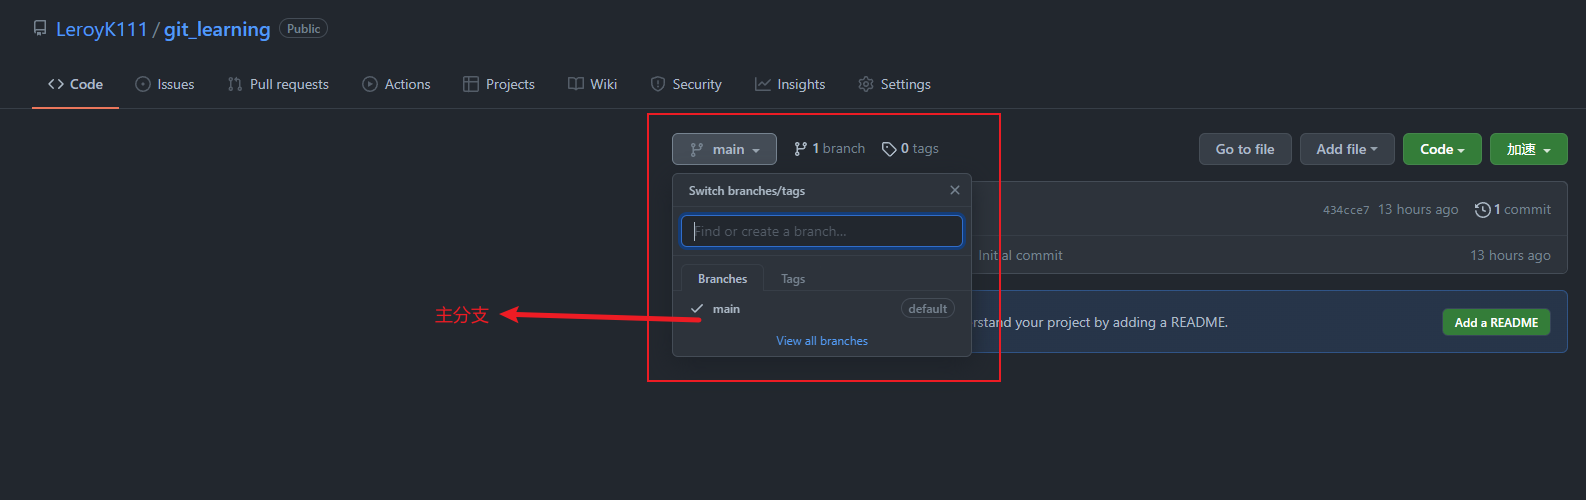 LeroyK111 / git_learning Public
Code Issues Pull requests Actions Projects Wiki Security Insights Settings
main 1 branch 0 tags Go to file Add file Code 加速
Switch branches/tags
434cce7 13 hours ago 1 commit
Find or create a branch...
Initial commit 13 hours ago
Branches Tags
main default
主分支
rstand your project by adding a README. Add a README
View all branches